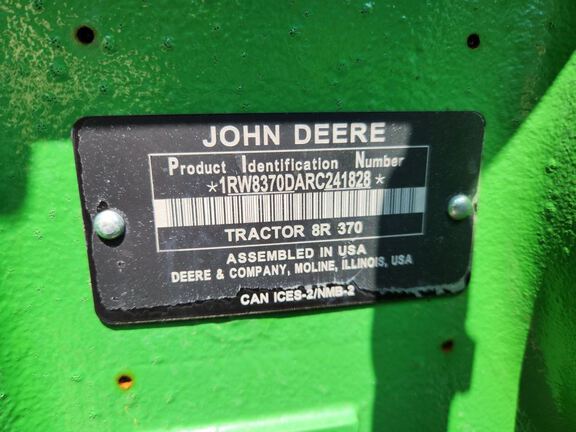 JOHN DEERE
Product Identification Number
*1RW8370DARC241828*
TRACTOR 8R 370
ASSEMBLED IN USA
DEERE & COMPANY, MOLINE, ILLINOIS, USA
CAN ICES-2/NMB-2